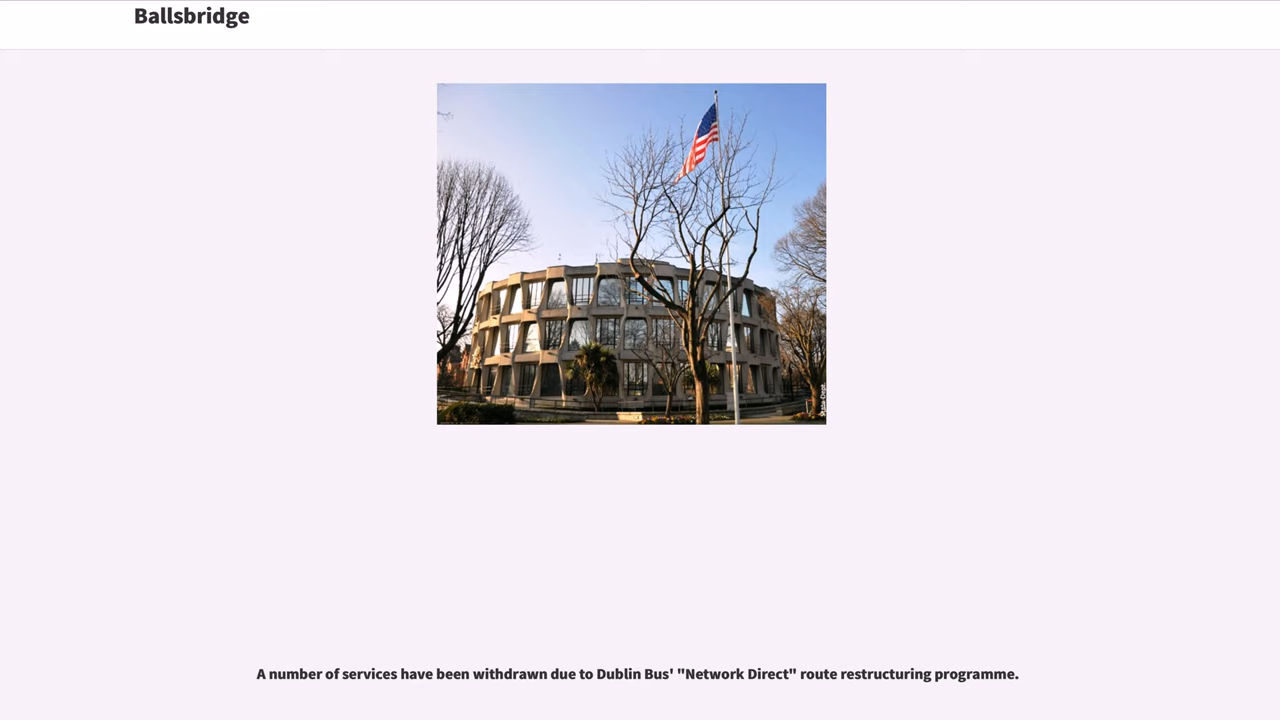 Ballsbridge
A number of services have been withdrawn due to Dublin Bus' "Network Direct" route restructuring programme.